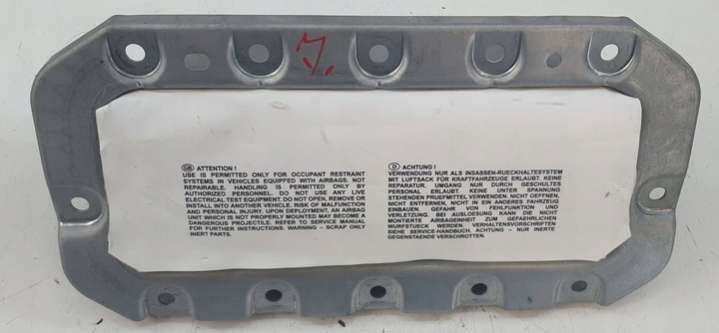 7.
GB ATTENTION !
USE IS PERMITTED ONLY FOR OCCUPANT RESTRAINT
SYSTEMS IN VEHICLES EQUIPPED WITH AIRBAGS. NOT
REPAIRABLE. HANDLING IS PERMITTED ONLY BY
AUTHORIZED PERSONNEL. DO NOT USE ANY LIVE
ELECTRICAL TEST EQUIPMENT. DO NOT OPEN, REMOVE OR
INSTALL INTO ANOTHER VEHICLE. RISK OF MALFUNCTION
AND PERSONAL INJURY. UPON DEPLOYMENT, AN AIRBAG
UNIT WHICH IS NOT PROPERLY MOUNTED MAY BECOME A
DANGEROUS PROJECTILE. REFER TO SERVICE MANUAL
FOR FURTHER INSTRUCTIONS. WARNING – SCRAP ONLY
INERT PARTS.
D ACHTUNG !
VERWENDUNG NUR ALS INSASSEN-RUECKHALTESYSTEM
MIT LUFTSACK FÜR KRAFTFAHRZEUGE ERLAUBT. KEINE
REPARATUR. UMGANG NUR DURCH GESCHULTES
PERSONAL ERLAUBT. KEINE UNTER SPANNUNG
STEHENDEN PRUEFMITTEL VERWENDEN. NICHT OEFFNEN,
NICHT ENTFERNEN, NICHT IN EIN ANDERES FAHRZEUG
EINBAUEN. GEFAHR VON FEHLFUNKTION UND
VERLETZUNG. BEI AUSLOESUNG KANN DIE NICHT
MONTIERTE AIRBAGEINHEIT ZUM GEFÄHRLICHEN
WURFSTUECK WERDEN. VERHALTENSVORSCHRIFTEN
SIEHE SERVICE-HANDBUCH. ACHTUNG – NUR INERTE
GEGENSTAENDE VERSCHROTTEN.